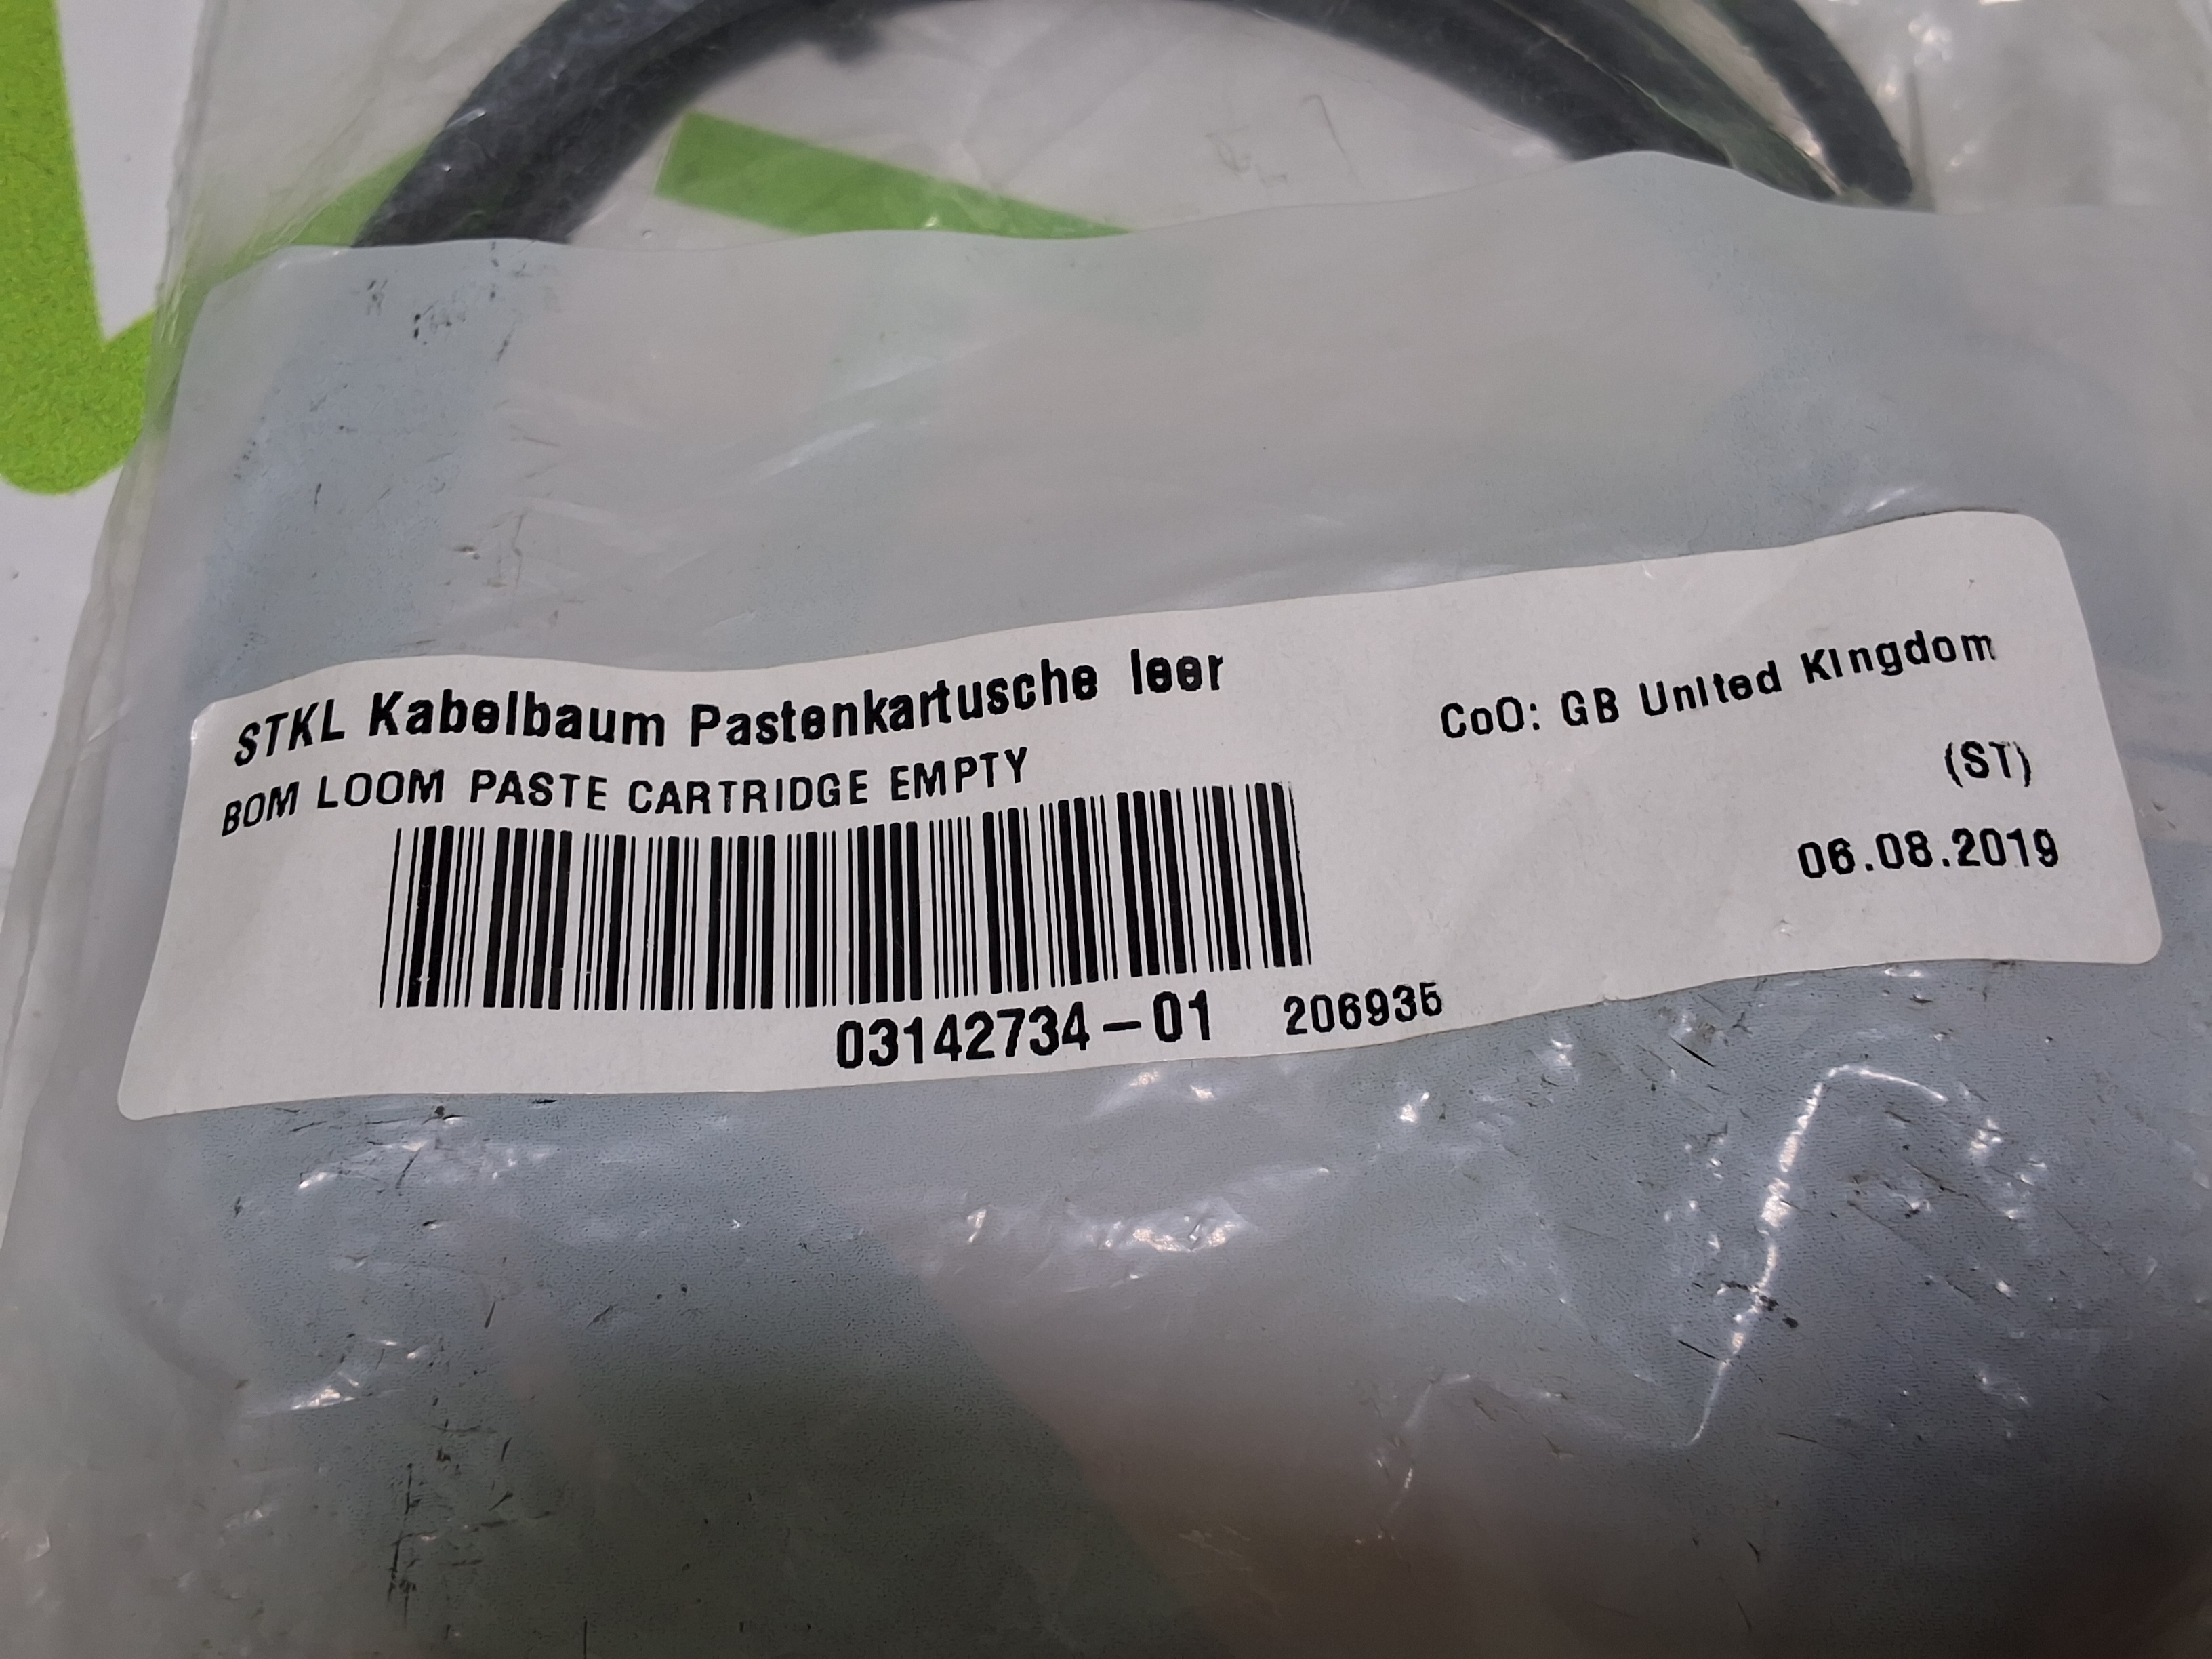 STKL Kabelbaum Pastenkartusche leer
BOM LOOM PASTE CARTRIDGE EMPTY
CoO: GB United Kingdom
(ST)
06.08.2019
03142734-01 206935